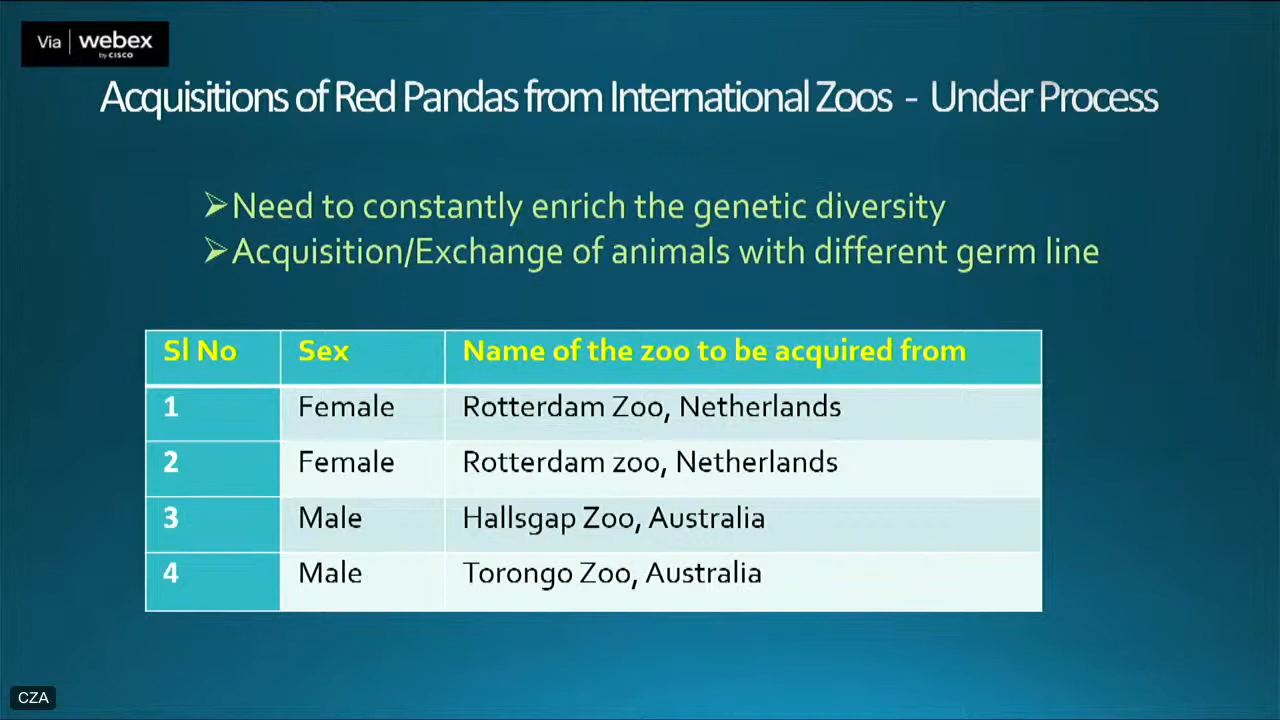 Via webex
by CISCO
Acquisitions of Red Pandas from International Zoos - Under Process
➢Need to constantly enrich the genetic diversity
➢Acquisition/Exchange of animals with different germ line
Sl No Sex Name of the zoo to be acquired from
1 Female Rotterdam Zoo, Netherlands
2 Female Rotterdam zoo, Netherlands
3 Male Hallsgap Zoo, Australia
4 Male Torongo Zoo, Australia
CZA